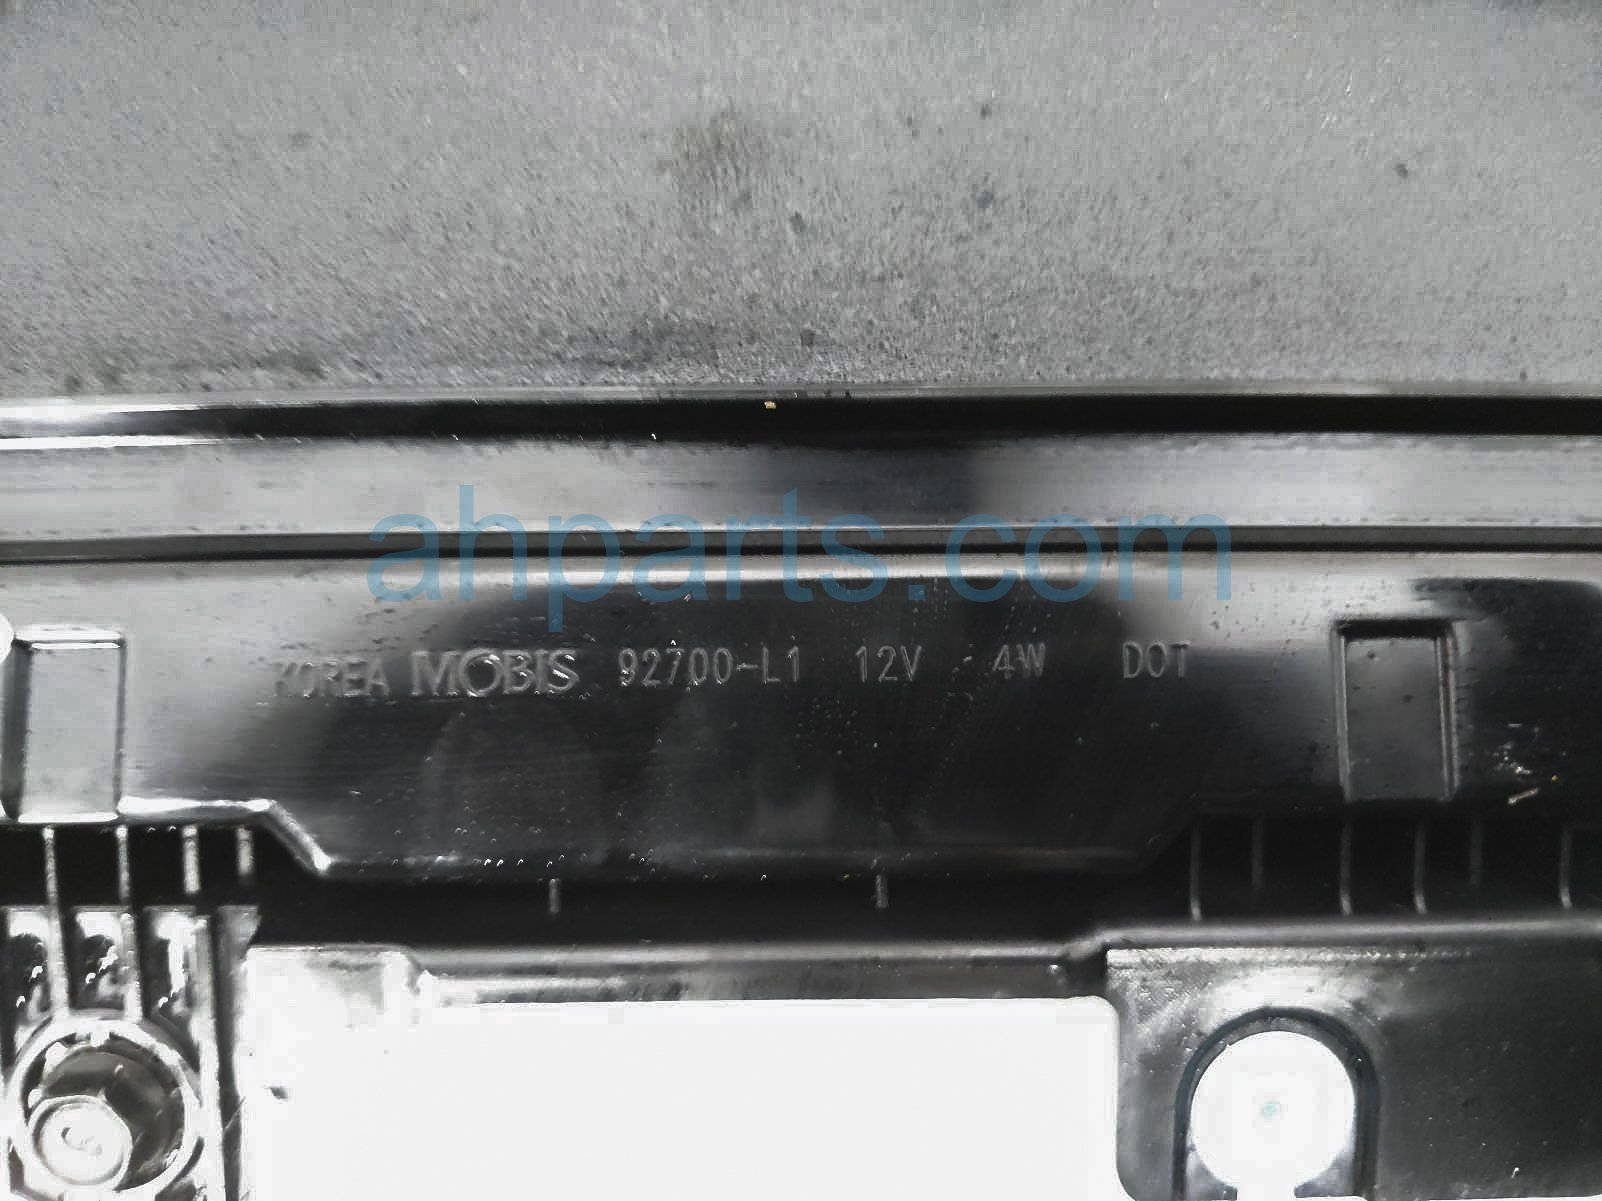 ahparts.com
KOREA MOBIS 92700-L1 12V 4W DOT